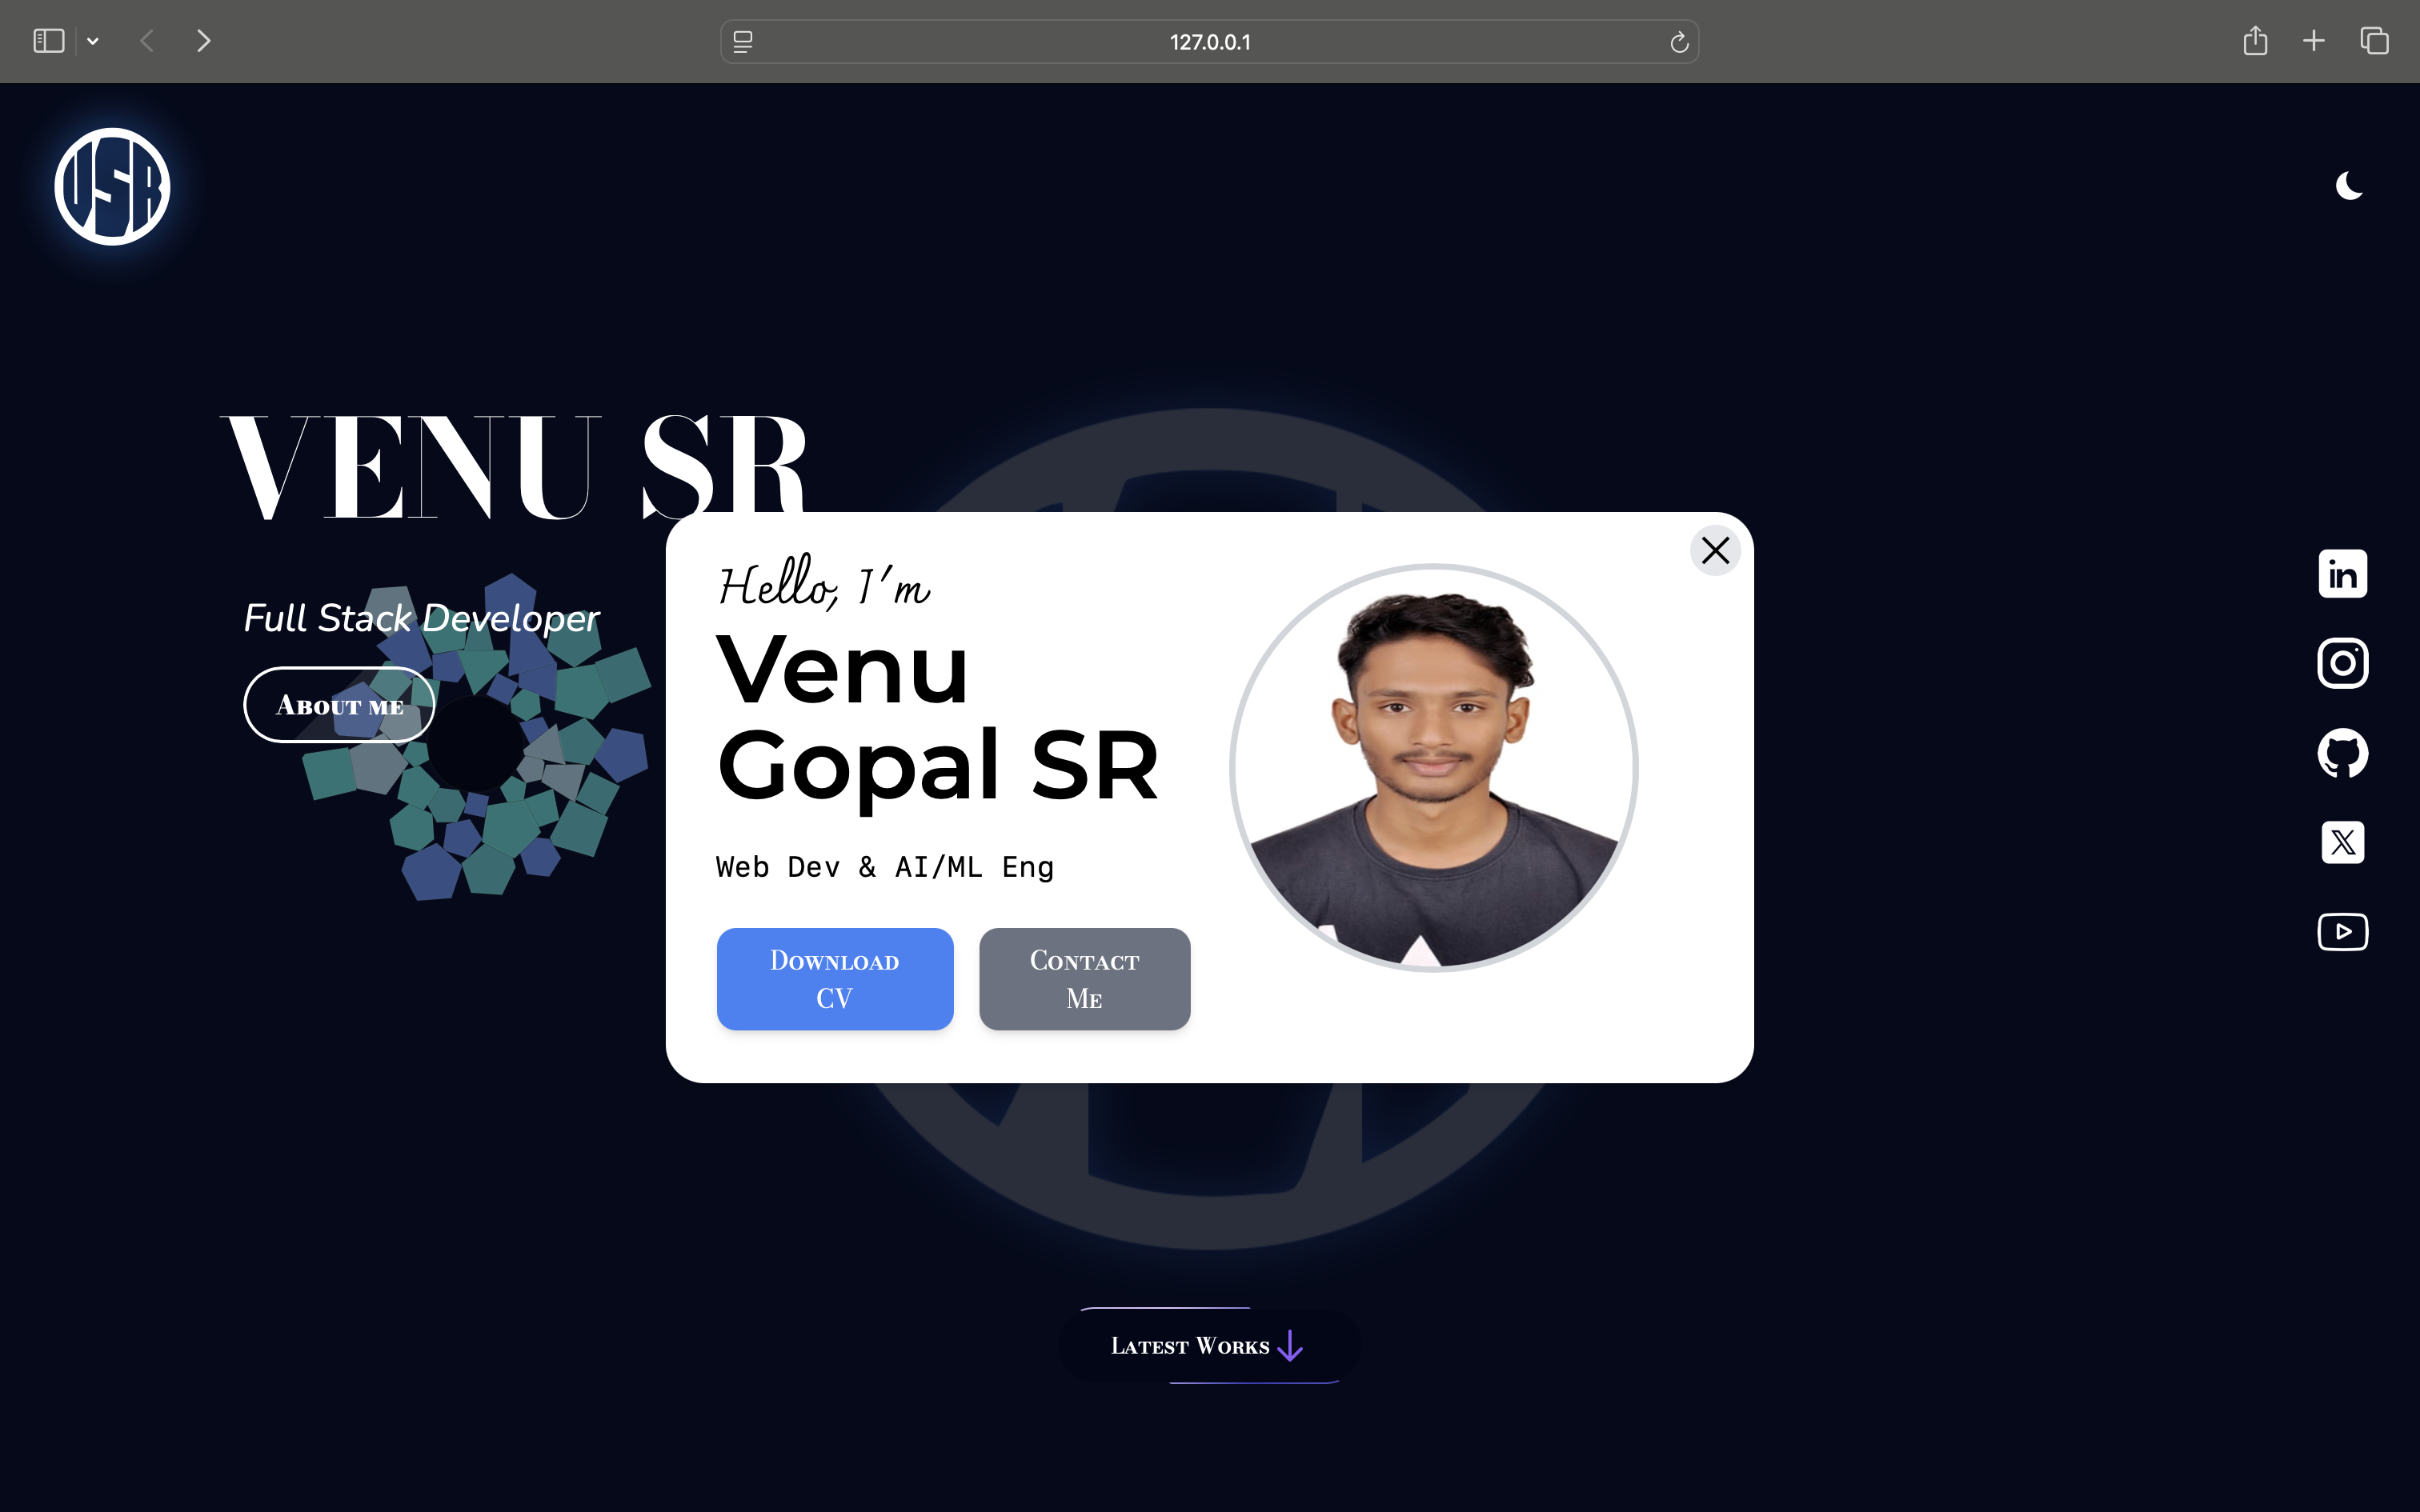 127.0.0.1
VSR
VENU SR
Full Stack Developer
About me
Hello, I'm
Venu
Gopal SR
Web Dev & AI/ML Eng
Download
CV
Contact
Me
in
X
Latest Works